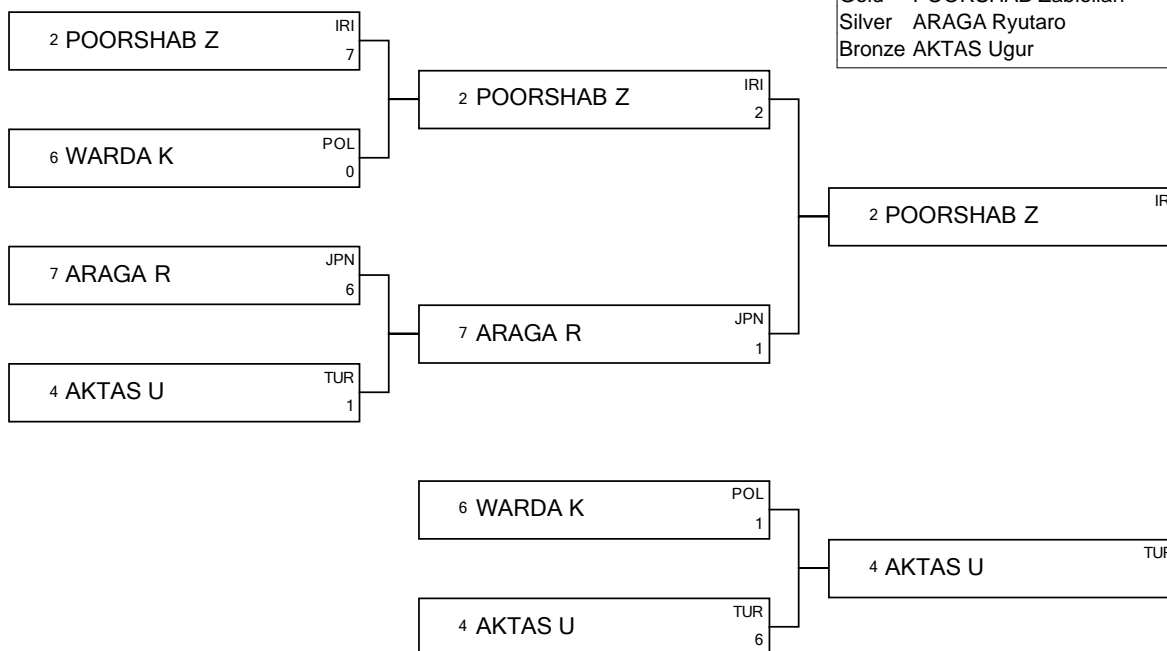 Silver ARAGA Ryutaro
Bronze AKTAS Ugur
2 POORSHAB Z IRI
7
6 WARDA K POL
0
2 POORSHAB Z IRI
2
7 ARAGA R JPN
6
4 AKTAS U TUR
1
7 ARAGA R JPN
1
2 POORSHAB Z
6 WARDA K POL
1
4 AKTAS U TUR
6
4 AKTAS U TUR